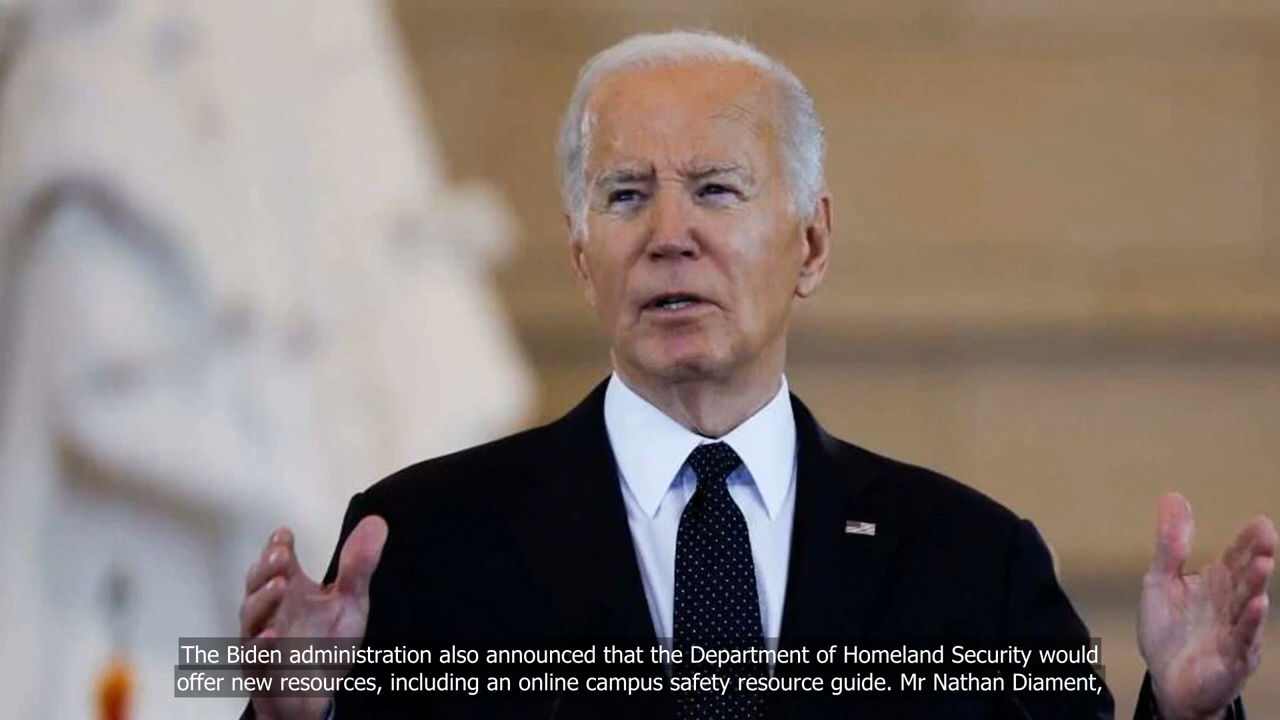 The Biden administration also announced that the Department of Homeland Security would
offer new resources, including an online campus safety resource guide. Mr Nathan Diament,